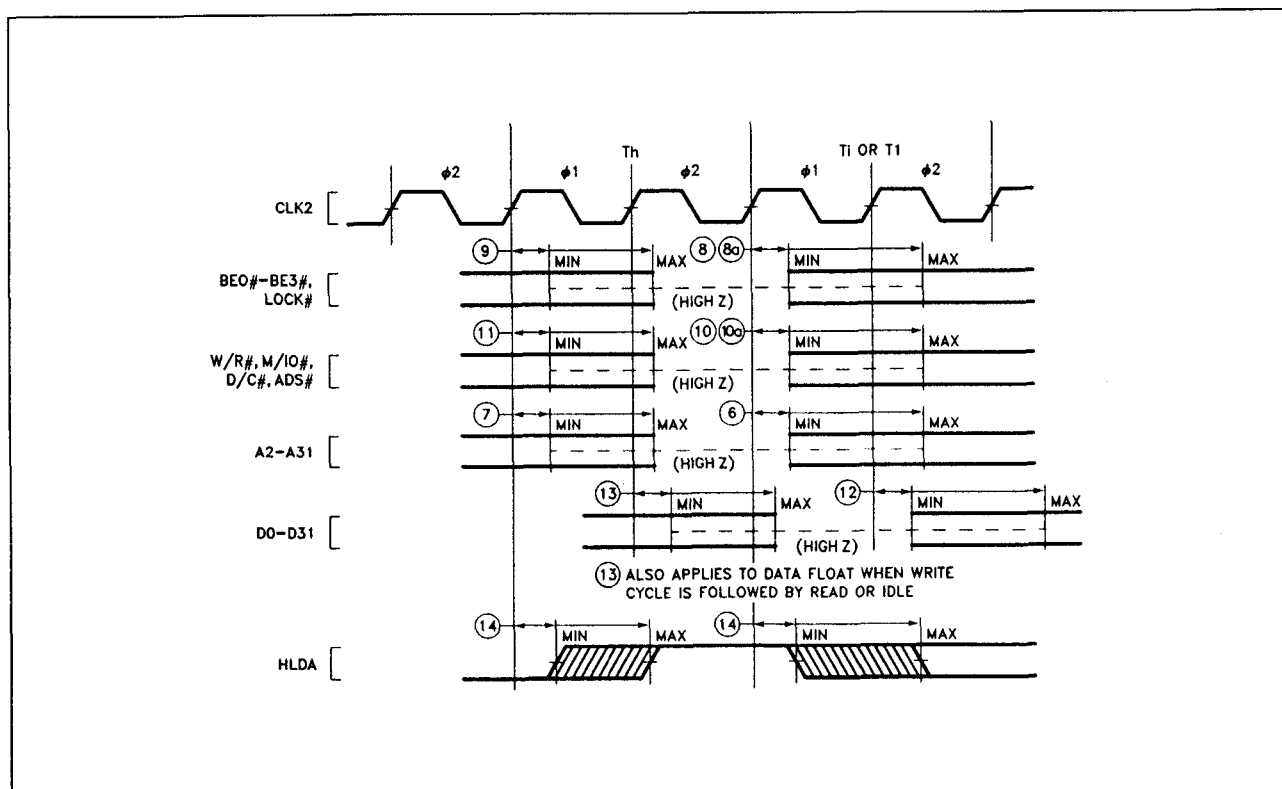 Th Ti OR T1
ϕ2 ϕ1 ϕ2 ϕ1 ϕ2
CLK2
9 8 8a
MIN MAX MIN MAX
BE0#-BE3#,
LOCK#
(HIGH Z)
11 10 10a
MIN MAX MIN MAX
W/R#, M/IO#,
D/C#, ADS#
(HIGH Z)
7 6
MIN MAX MIN MAX
A2-A31
(HIGH Z)
13 12
MIN MAX MIN MAX
D0-D31
(HIGH Z)
13 ALSO APPLIES TO DATA FLOAT WHEN WRITE
CYCLE IS FOLLOWED BY READ OR IDLE
14 14
MIN MAX MIN MAX
HLDA